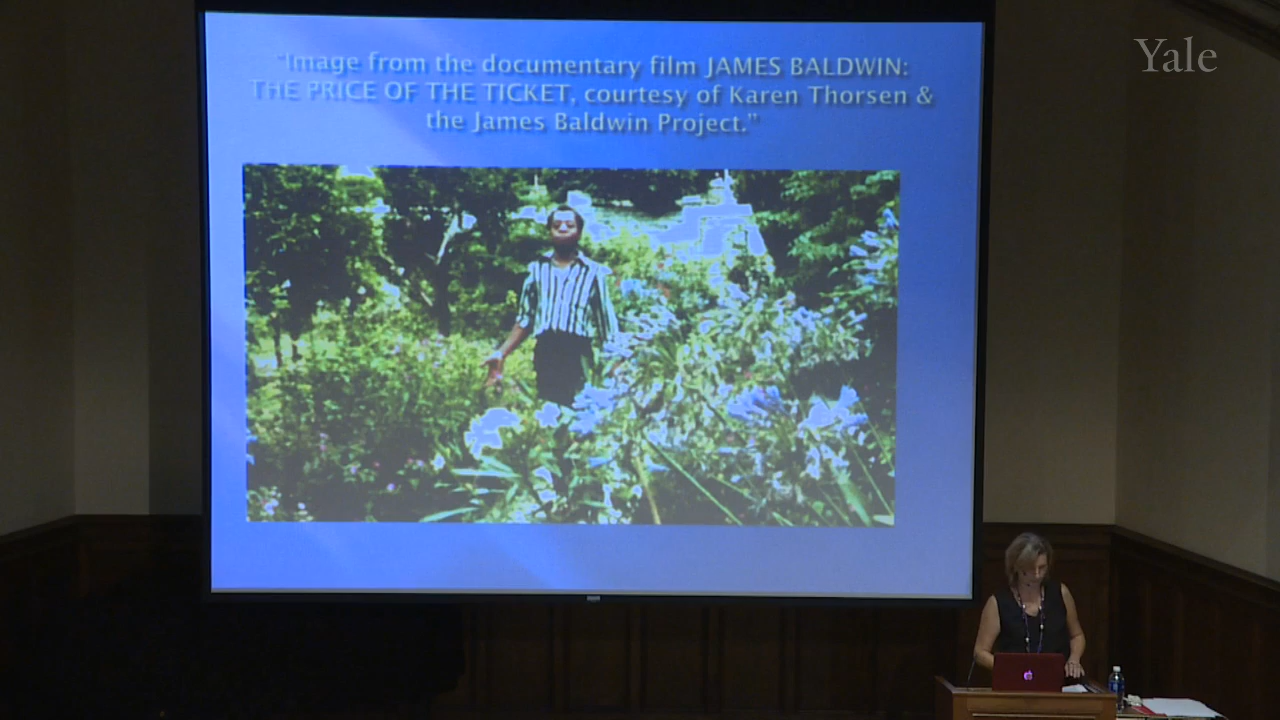 Yale
"Image from the documentary film JAMES BALDWIN:
THE PRICE OF THE TICKET, courtesy of Karen Thorsen &
the James Baldwin Project."